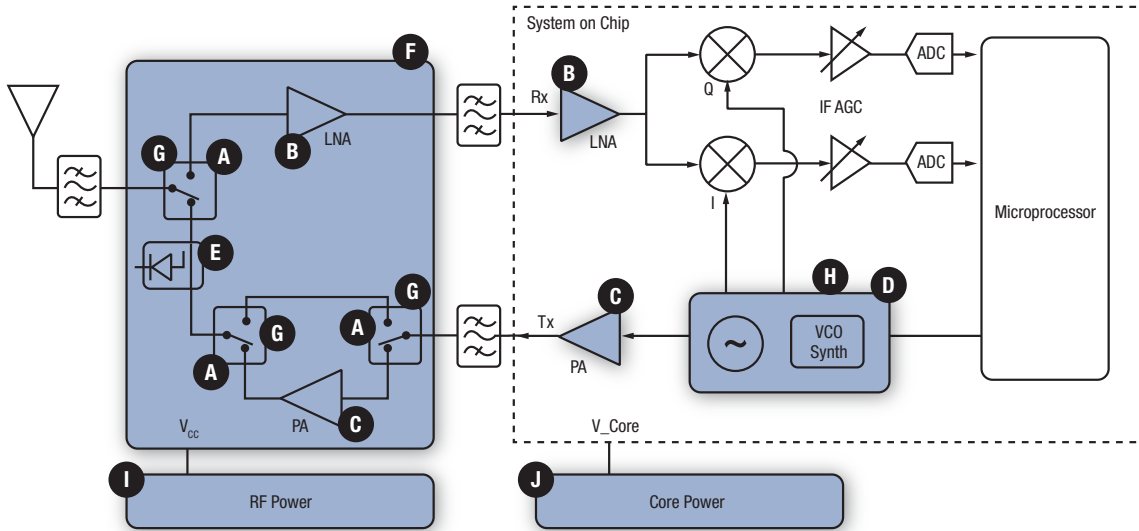 System on Chip
F
B
Rx
LNA
Q
IF AGC
ADC
G
A
LNA
B
I
ADC
Microprocessor
E
G
A
G
A
Tx
C
PA
H
D
~
VCO
Synth
PA
C
V_CC
V_Core
I
RF Power
J
Core Power